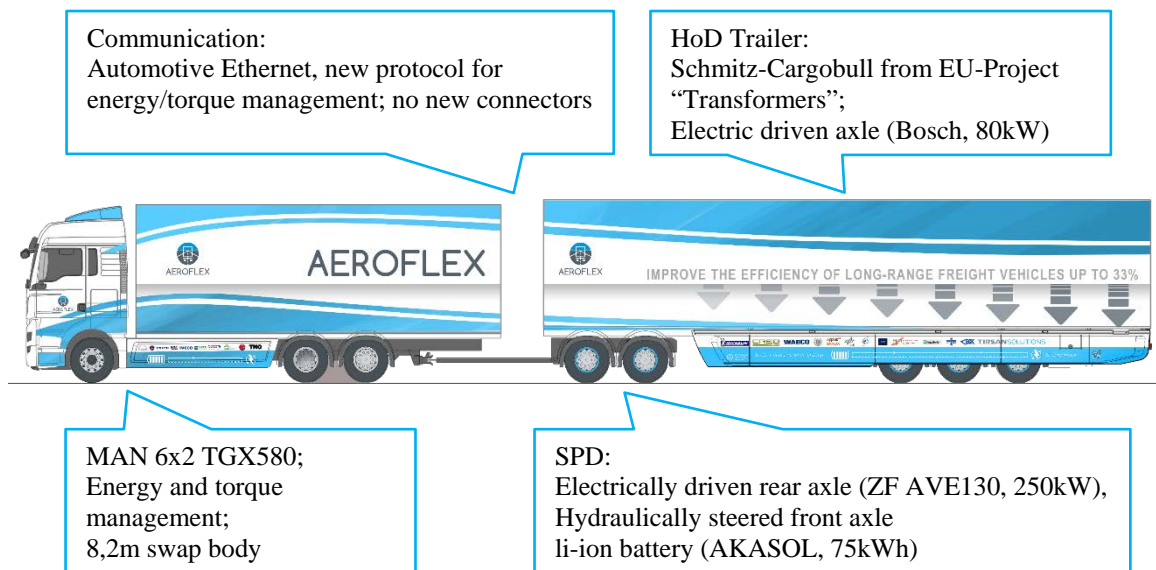 Communication:
Automotive Ethernet, new protocol for
energy/torque management; no new connectors
HoD Trailer:
Schmitz-Cargobull from EU-Project
“Transformers”;
Electric driven axle (Bosch, 80kW)
AEROFLEX
AEROFLEX
AEROFLEX
IMPROVE THE EFFICIENCY OF LONG-RANGE FREIGHT VEHICLES UP TO 33%
AEROFLEX
TNO
WABCO
TIRSANSOLUTIONS
MAN 6x2 TGX580;
Energy and torque
management;
8,2m swap body
SPD:
Electrically driven rear axle (ZF AVE130, 250kW),
Hydraulically steered front axle
li-ion battery (AKASOL, 75kWh)